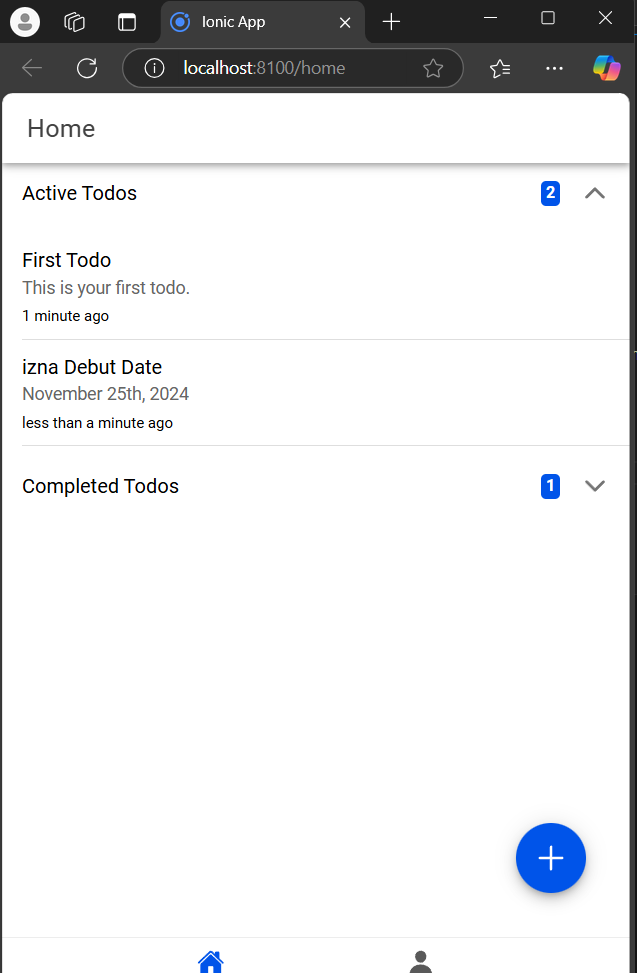 Ionic App
localhost:8100/home
Home
Active Todos 2
First Todo
This is your first todo.
1 minute ago
izna Debut Date
November 25th, 2024
less than a minute ago
Completed Todos 1